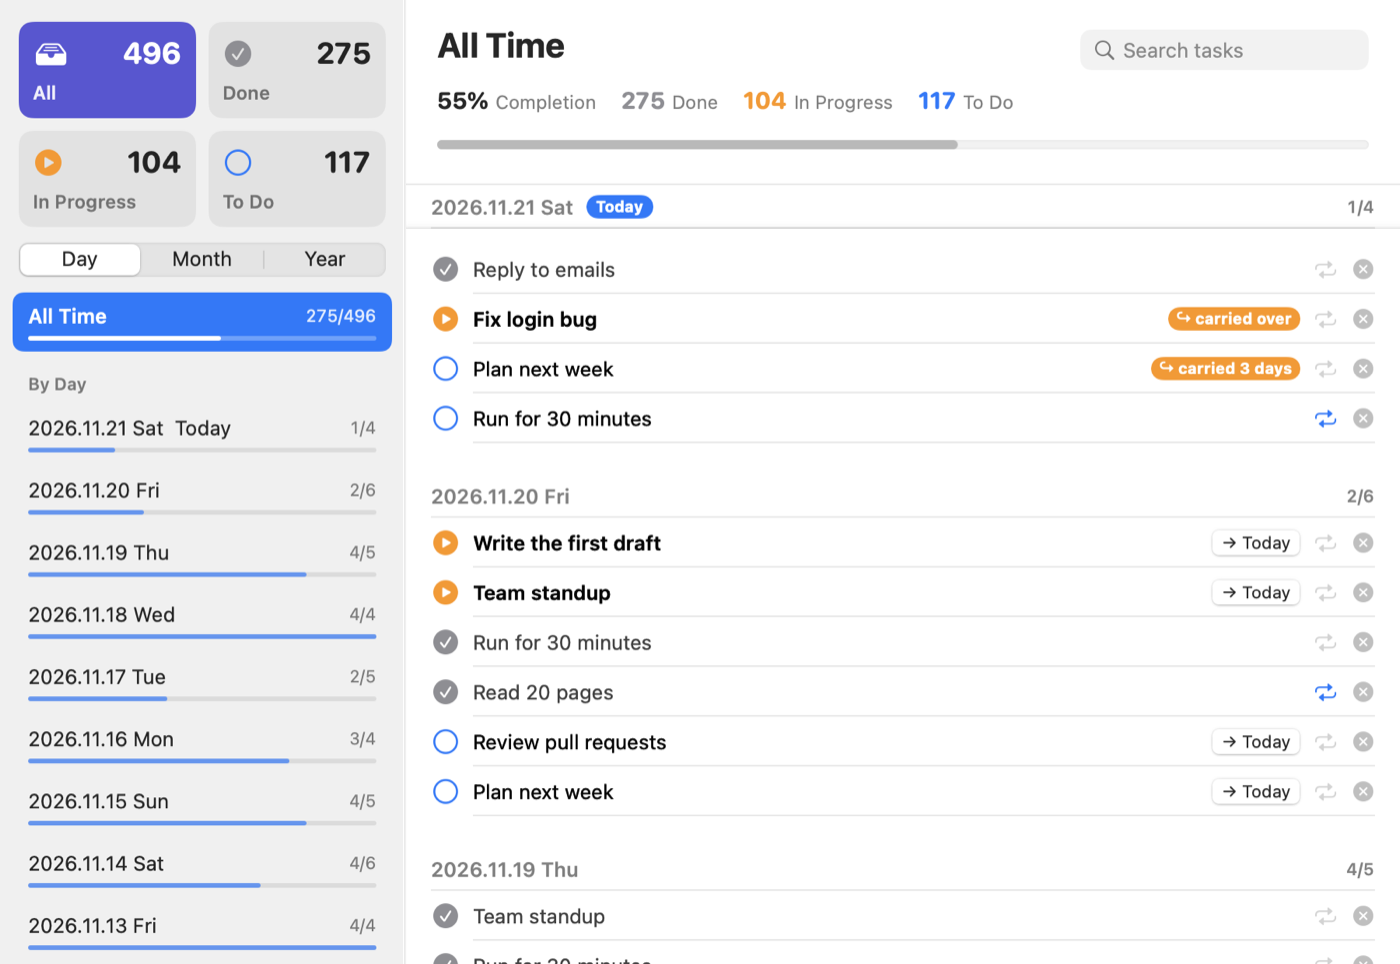 496
All
275
Done
104
In Progress
117
To Do
Day Month Year
All Time 275/496
By Day
2026.11.21 Sat Today 1/4
2026.11.20 Fri 2/6
2026.11.19 Thu 4/5
2026.11.18 Wed 4/4
2026.11.17 Tue 2/5
2026.11.16 Mon 3/4
2026.11.15 Sun 4/5
2026.11.14 Sat 4/6
2026.11.13 Fri 4/4
All Time
Search tasks
55% Completion 275 Done 104 In Progress 117 To Do
2026.11.21 Sat Today 1/4
Reply to emails
Fix login bug carried over
Plan next week carried 3 days
Run for 30 minutes
2026.11.20 Fri 2/6
Write the first draft → Today
Team standup → Today
Run for 30 minutes
Read 20 pages
Review pull requests → Today
Plan next week → Today
2026.11.19 Thu 4/5
Team standup
Run for 30 minutes